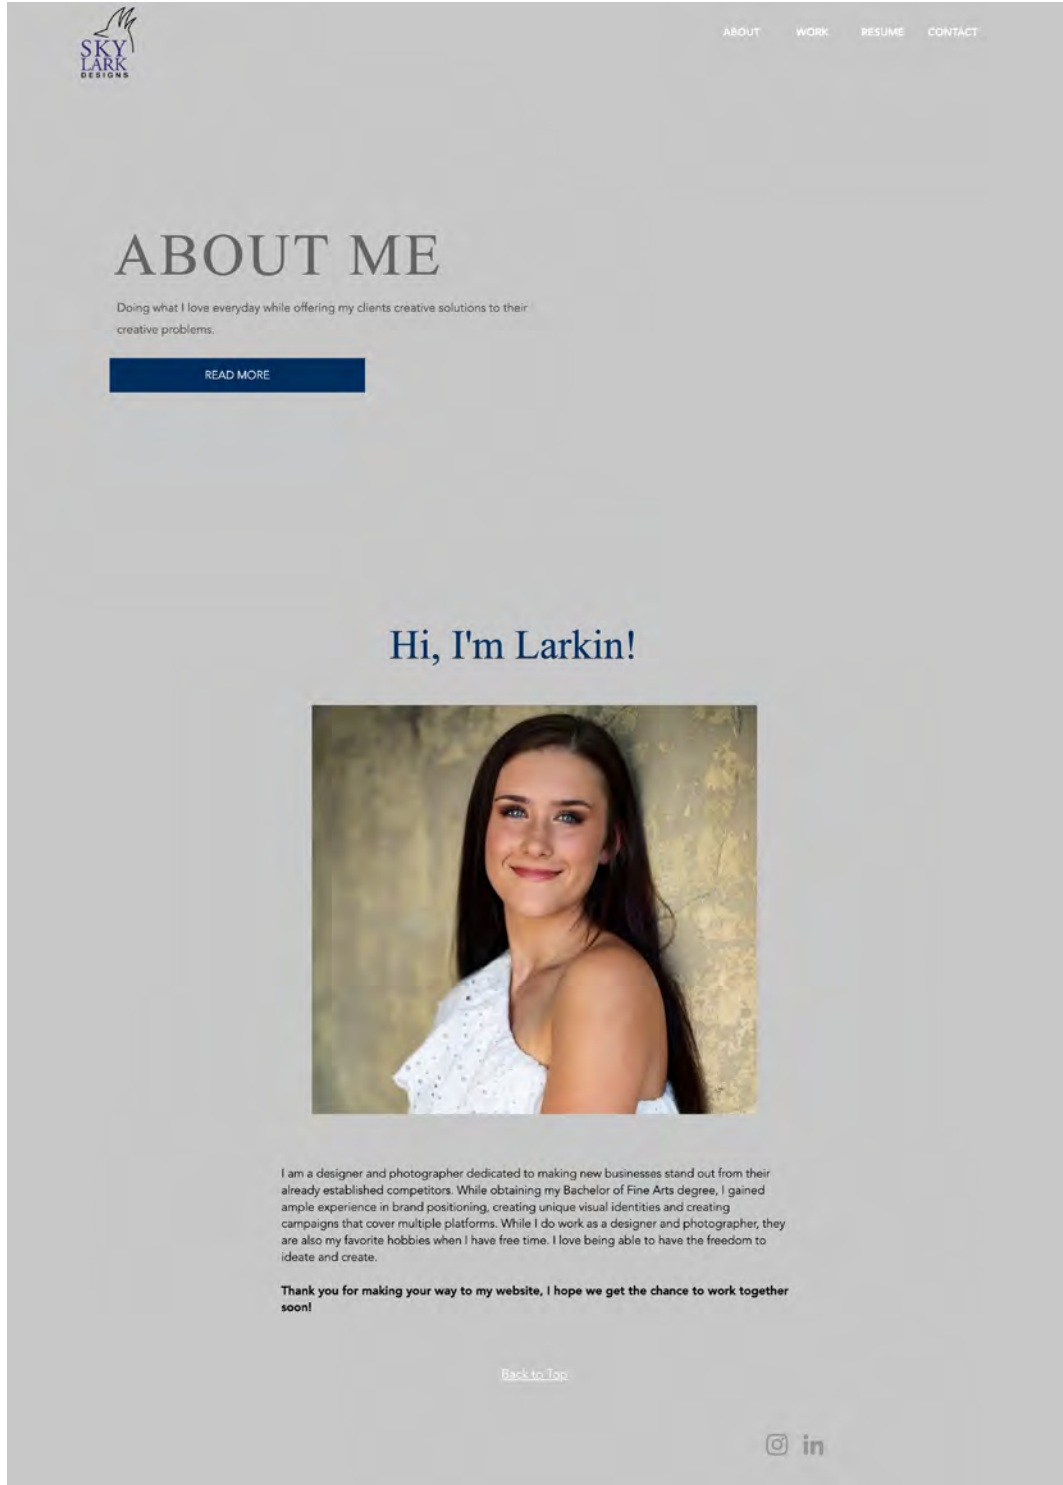 SKY
LARK
DESIGNS
ABOUT WORK RESUME CONTACT
ABOUT ME
Doing what I love everyday while offering my clients creative solutions to their
creative problems.
READ MORE
Hi, I'm Larkin!
I am a designer and photographer dedicated to making new businesses stand out from their
already established competitors. While obtaining my Bachelor of Fine Arts degree, I gained
ample experience in brand positioning, creating unique visual identities and creating
campaigns that cover multiple platforms. While I do work as a designer and photographer, they
are also my favorite hobbies when I have free time. I love being able to have the freedom to
ideate and create.
Thank you for making your way to my website, I hope we get the chance to work together
soon!
Back to Top
in